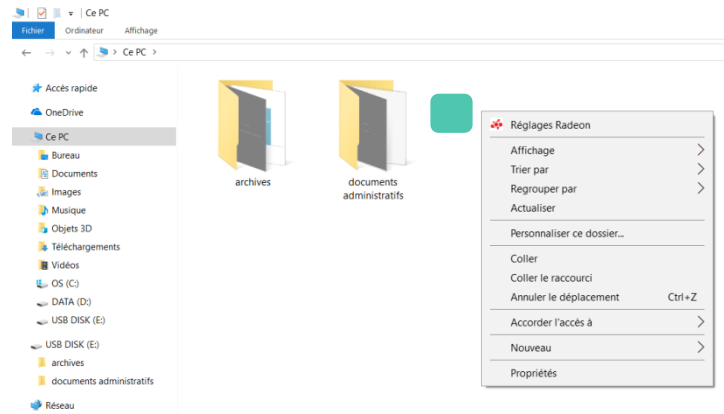 Ce PC
Fichier Ordinateur Affichage
Ce PC
Accès rapide
OneDrive
Ce PC
Bureau
Documents
Images
Musique
Objets 3D
Téléchargements
Vidéos
OS (C:)
DATA (D:)
USB DISK (E:)
USB DISK (E:)
archives
documents administratifs
Réseau
archives
documents
administratifs
Réglages Radeon
Affichage
Trier par
Regrouper par
Actualiser
Personnaliser ce dossier...
Coller
Coller le raccourci
Annuler le déplacement Ctrl+Z
Accorder l'accès à
Nouveau
Propriétés